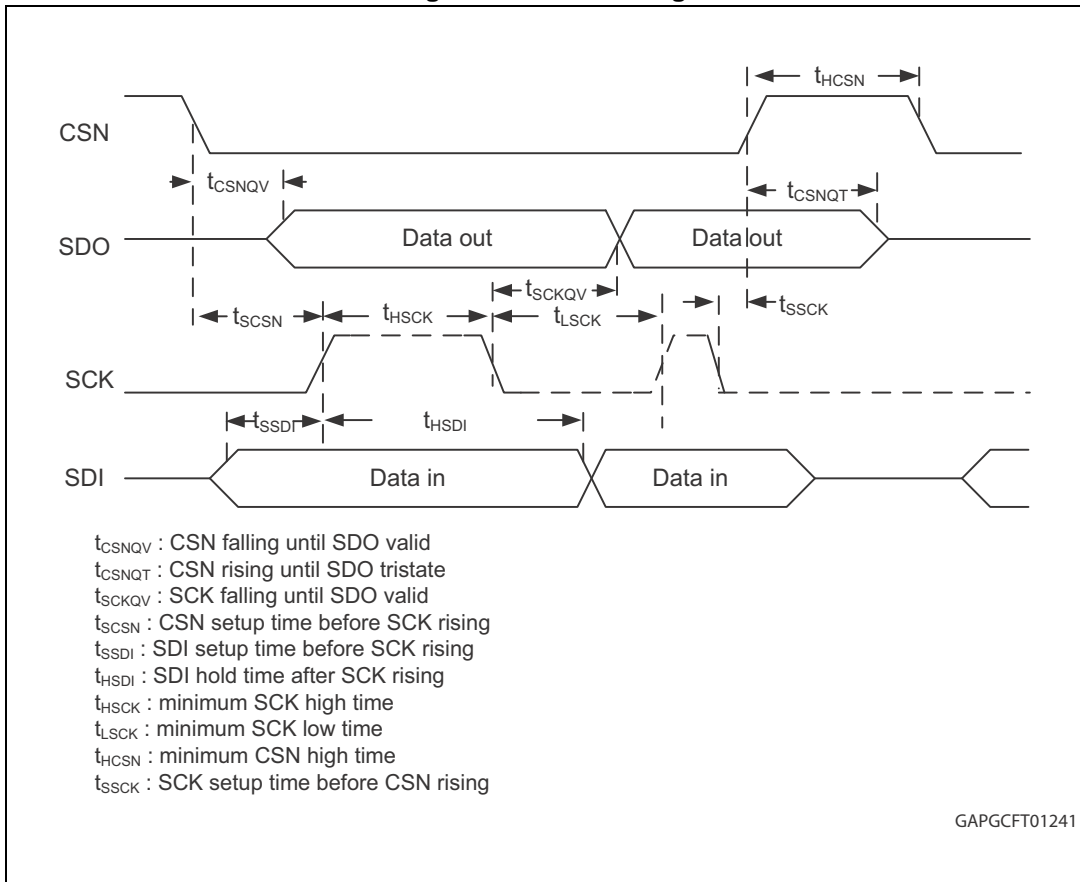 CSN
tHCSN
tCSNQV
tCSNQT
SDO
Data out
Data out
tSCKQV
tSCSN
tHSCK
tLSCK
tSSCK
SCK
tSSDI
tHSDI
SDI
Data in
Data in
tCSNQV : CSN falling until SDO valid
tCSNQT : CSN rising until SDO tristate
tSCKQV : SCK falling until SDO valid
tSCSN : CSN setup time before SCK rising
tSSDI : SDI setup time before SCK rising
tHSDI : SDI hold time after SCK rising
tHSCK : minimum SCK high time
tLSCK : minimum SCK low time
tHCSN : minimum CSN high time
tSSCK : SCK setup time before CSN rising
GAPGCFT01241